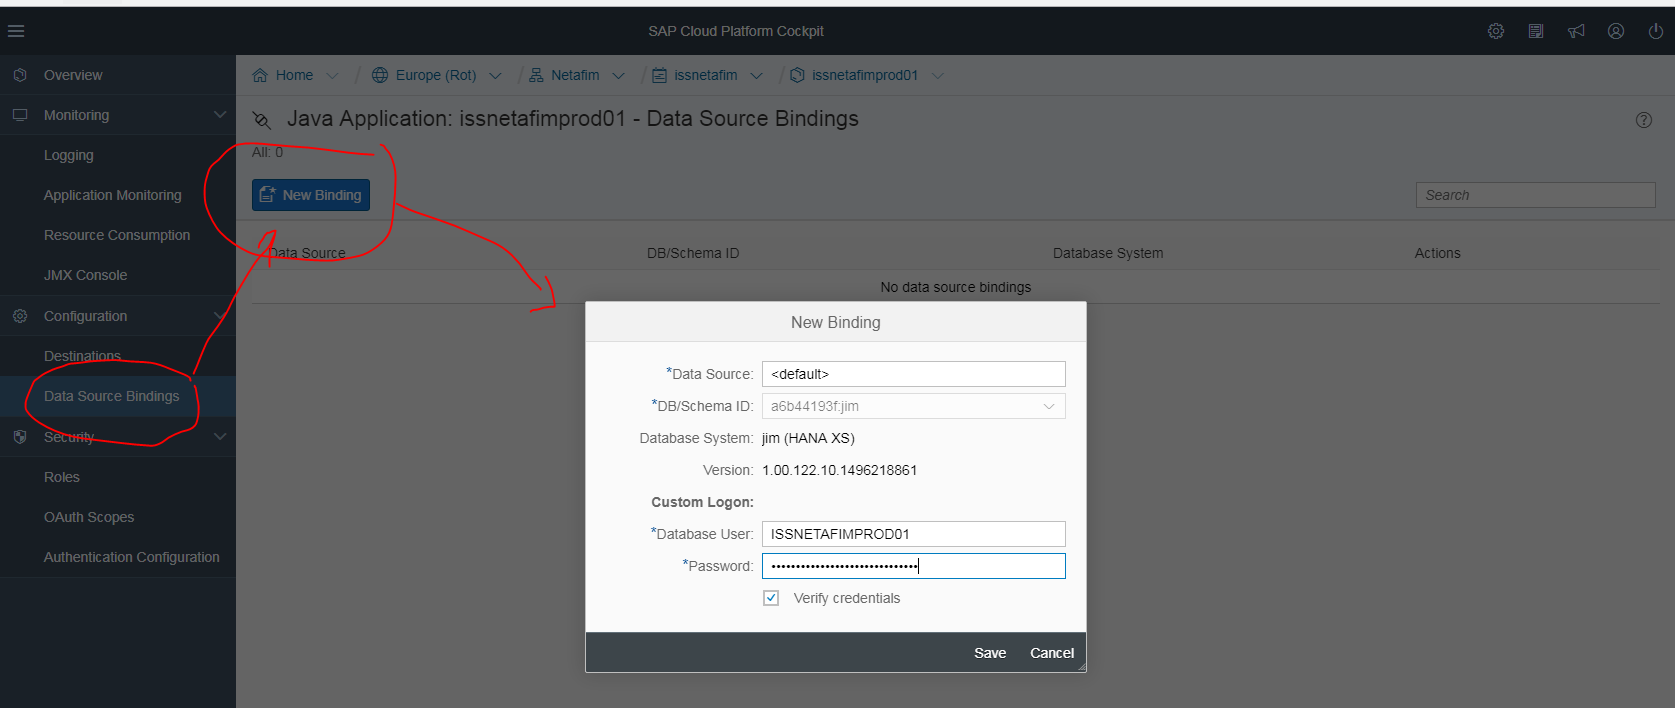 SAP Cloud Platform Cockpit
Overview
Monitoring
Logging
Application Monitoring
Resource Consumption
JMX Console
Configuration
Destinations
Data Source Bindings
Security
Roles
OAuth Scopes
Authentication Configuration
Home / Europe (Rot) / Netafim / issnetafim / issnetafimprod01
Java Application: issnetafimprod01 - Data Source Bindings
All: 0
New Binding
Search
Data Source DB/Schema ID Database System Actions
No data source bindings
New Binding
*Data Source: <default>
*DB/Schema ID: a6b44193f:jim
Database System: jim (HANA XS)
Version: 1.00.122.10.1496218861
Custom Logon:
*Database User: ISSNETAFIMPROD01
*Password: ••••••••••••••••••••••••••••••
Verify credentials
Save Cancel